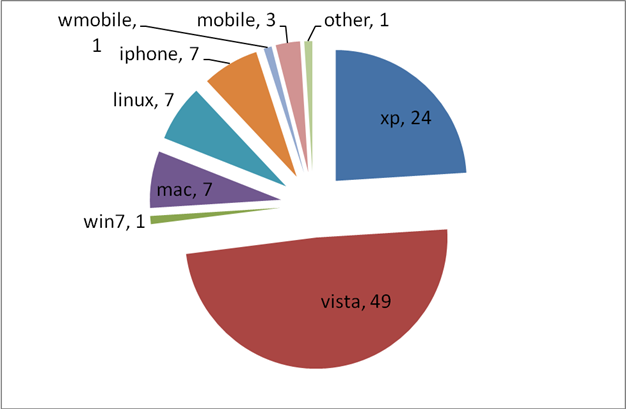 wmobile,
1
mobile, 3
other, 1
iphone, 7
linux, 7
xp, 24
mac, 7
win7, 1
vista, 49